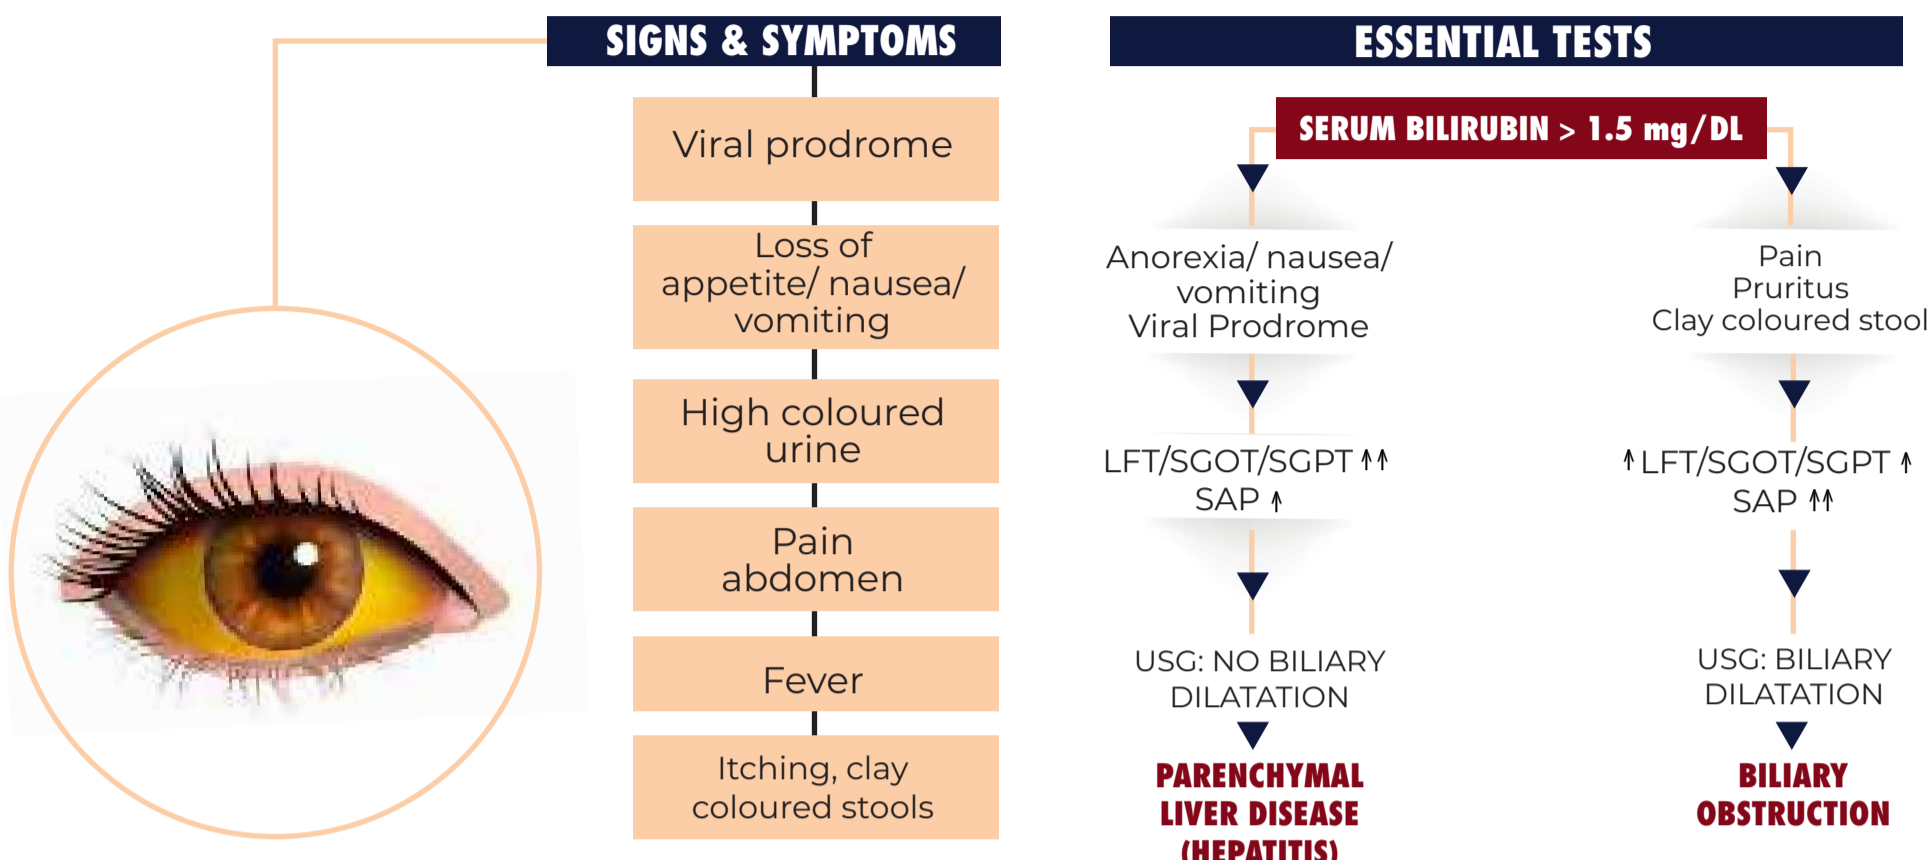 SIGNS & SYMPTOMS
Viral prodrome
Loss of
appetite/ nausea/
vomiting
High coloured
urine
Pain
abdomen
Fever
Itching, clay
coloured stools
ESSENTIAL TESTS
SERUM BILIRUBIN > 1.5 mg/DL
Anorexia/ nausea/
vomiting
Viral Prodrome
LFT/SGOT/SGPT ↑↑
SAP ↑
USG: NO BILIARY
DILATATION
PARENCHYMAL
LIVER DISEASE
(HEPATITIS)
Pain
Pruritus
Clay coloured stool
↑ LFT/SGOT/SGPT ↑
SAP ↑↑
USG: BILIARY
DILATATION
BILIARY
OBSTRUCTION